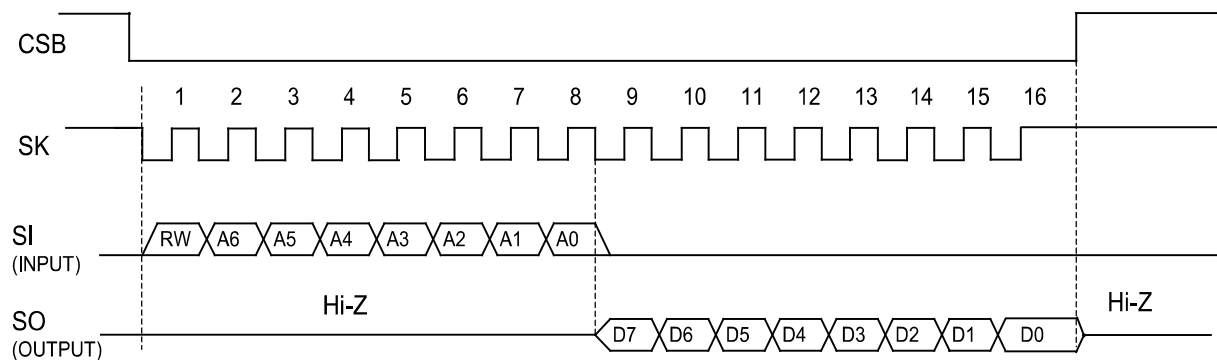 CSB
1 2 3 4 5 6 7 8 9 10 11 12 13 14 15 16
SK
SI
(INPUT)
RW A6 A5 A4 A3 A2 A1 A0
Hi-Z
Hi-Z
SO
(OUTPUT)
D7 D6 D5 D4 D3 D2 D1 D0